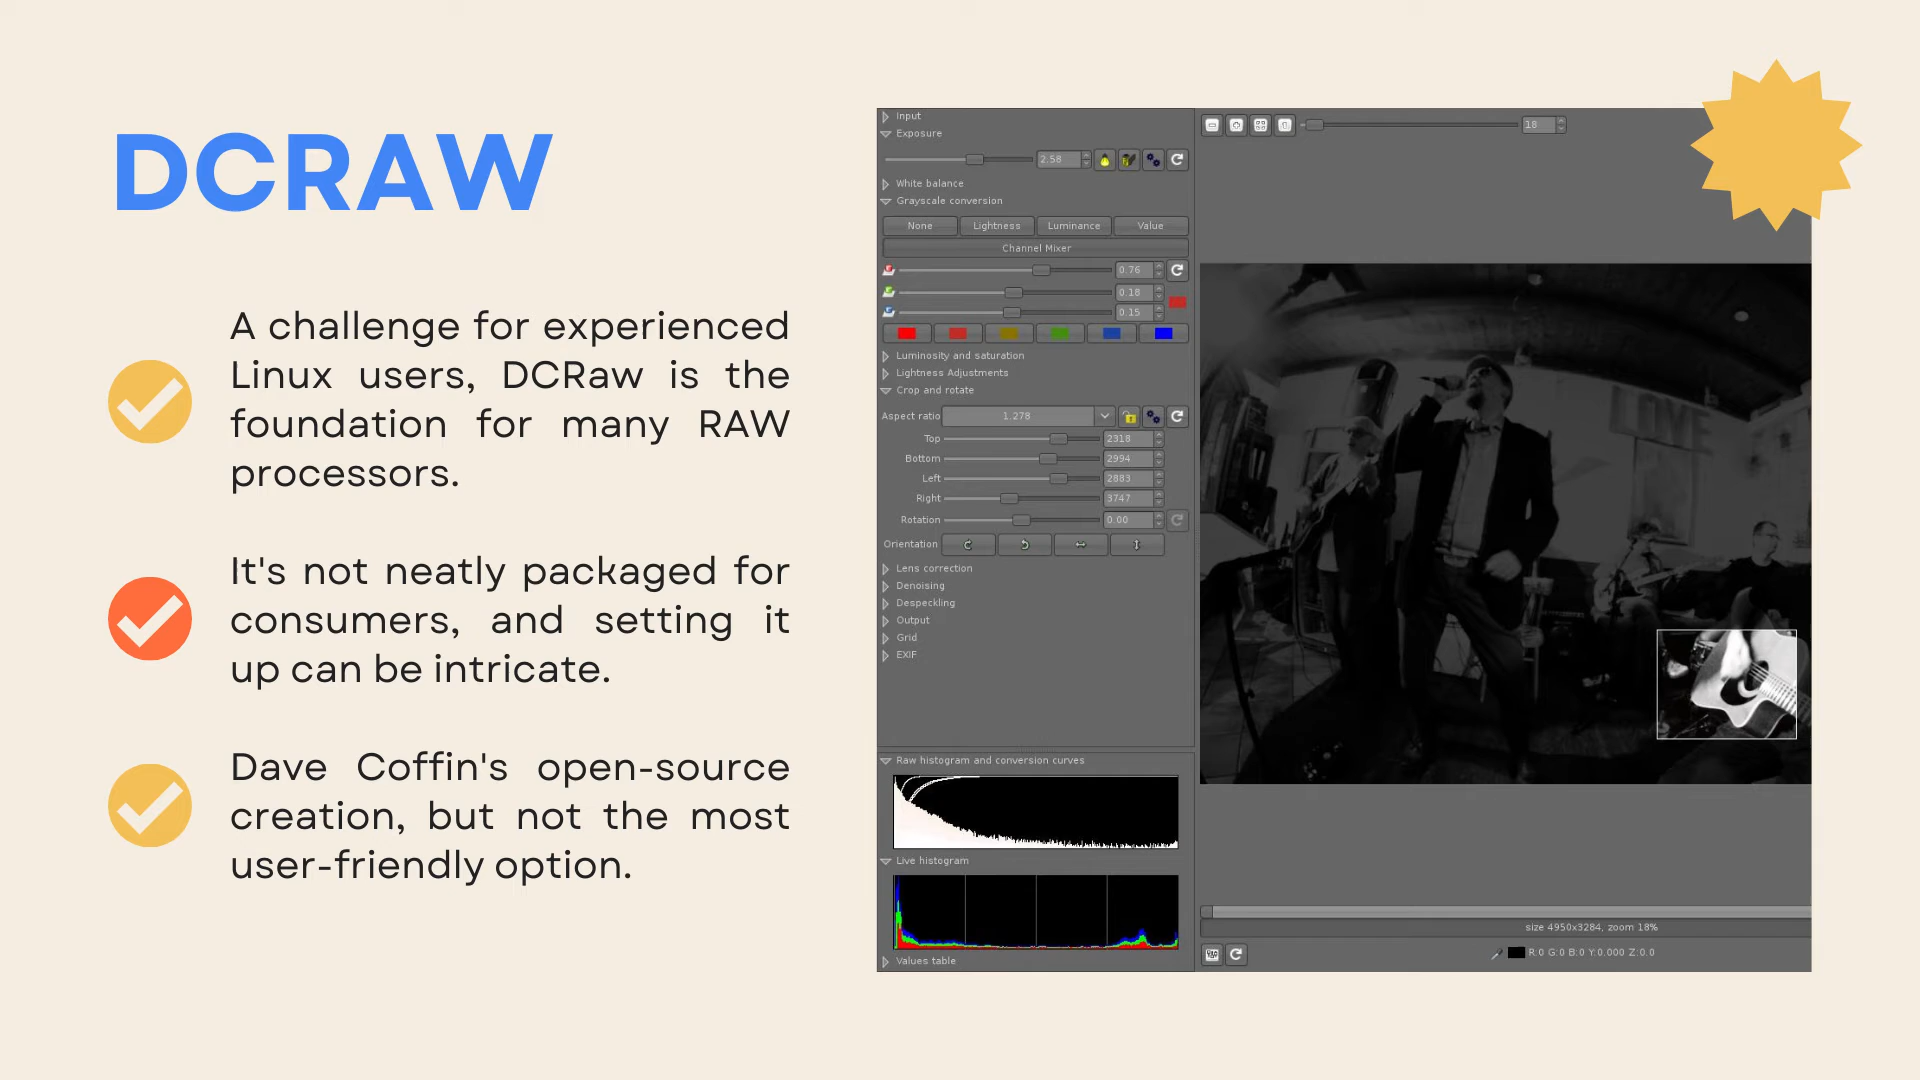 DCRAW
A challenge for experienced
Linux users, DCRaw is the
foundation for many RAW
processors.
It's not neatly packaged for
consumers, and setting it
up can be intricate.
Dave Coffin's open-source
creation, but not the most
user-friendly option.
Input
Exposure
2.58
White balance
Grayscale conversion
None Lightness Luminance Value
Channel Mixer
0.76
0.18
0.15
Luminosity and saturation
Lightness Adjustments
Crop and rotate
Aspect ratio 1.278
Top 2318
Bottom 2994
Left 2883
Right 3747
Rotation 0.00
Orientation
Lens correction
Denoising
Despeckling
Output
Grid
EXIF
Raw histogram and conversion curves
Live histogram
Values table
18
LOVE
size 4950x3284, zoom 18%
R:0 G:0 B:0 Y:0.000 Z:0.0